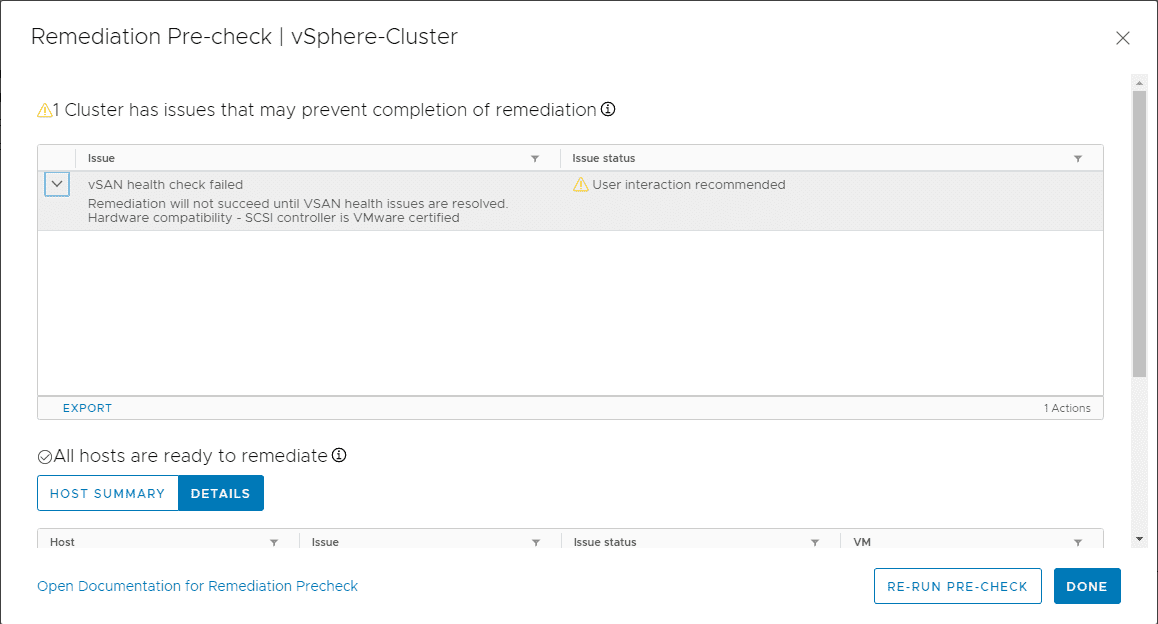 Remediation Pre-check | vSphere-Cluster
1 Cluster has issues that may prevent completion of remediation
Issue
Issue status
vSAN health check failed
User interaction recommended
Remediation will not succeed until VSAN health issues are resolved.
Hardware compatibility - SCSI controller is VMware certified
EXPORT
1 Actions
All hosts are ready to remediate
HOST SUMMARY
DETAILS
Host
Issue
Issue status
VM
Open Documentation for Remediation Precheck
RE-RUN PRE-CHECK
DONE